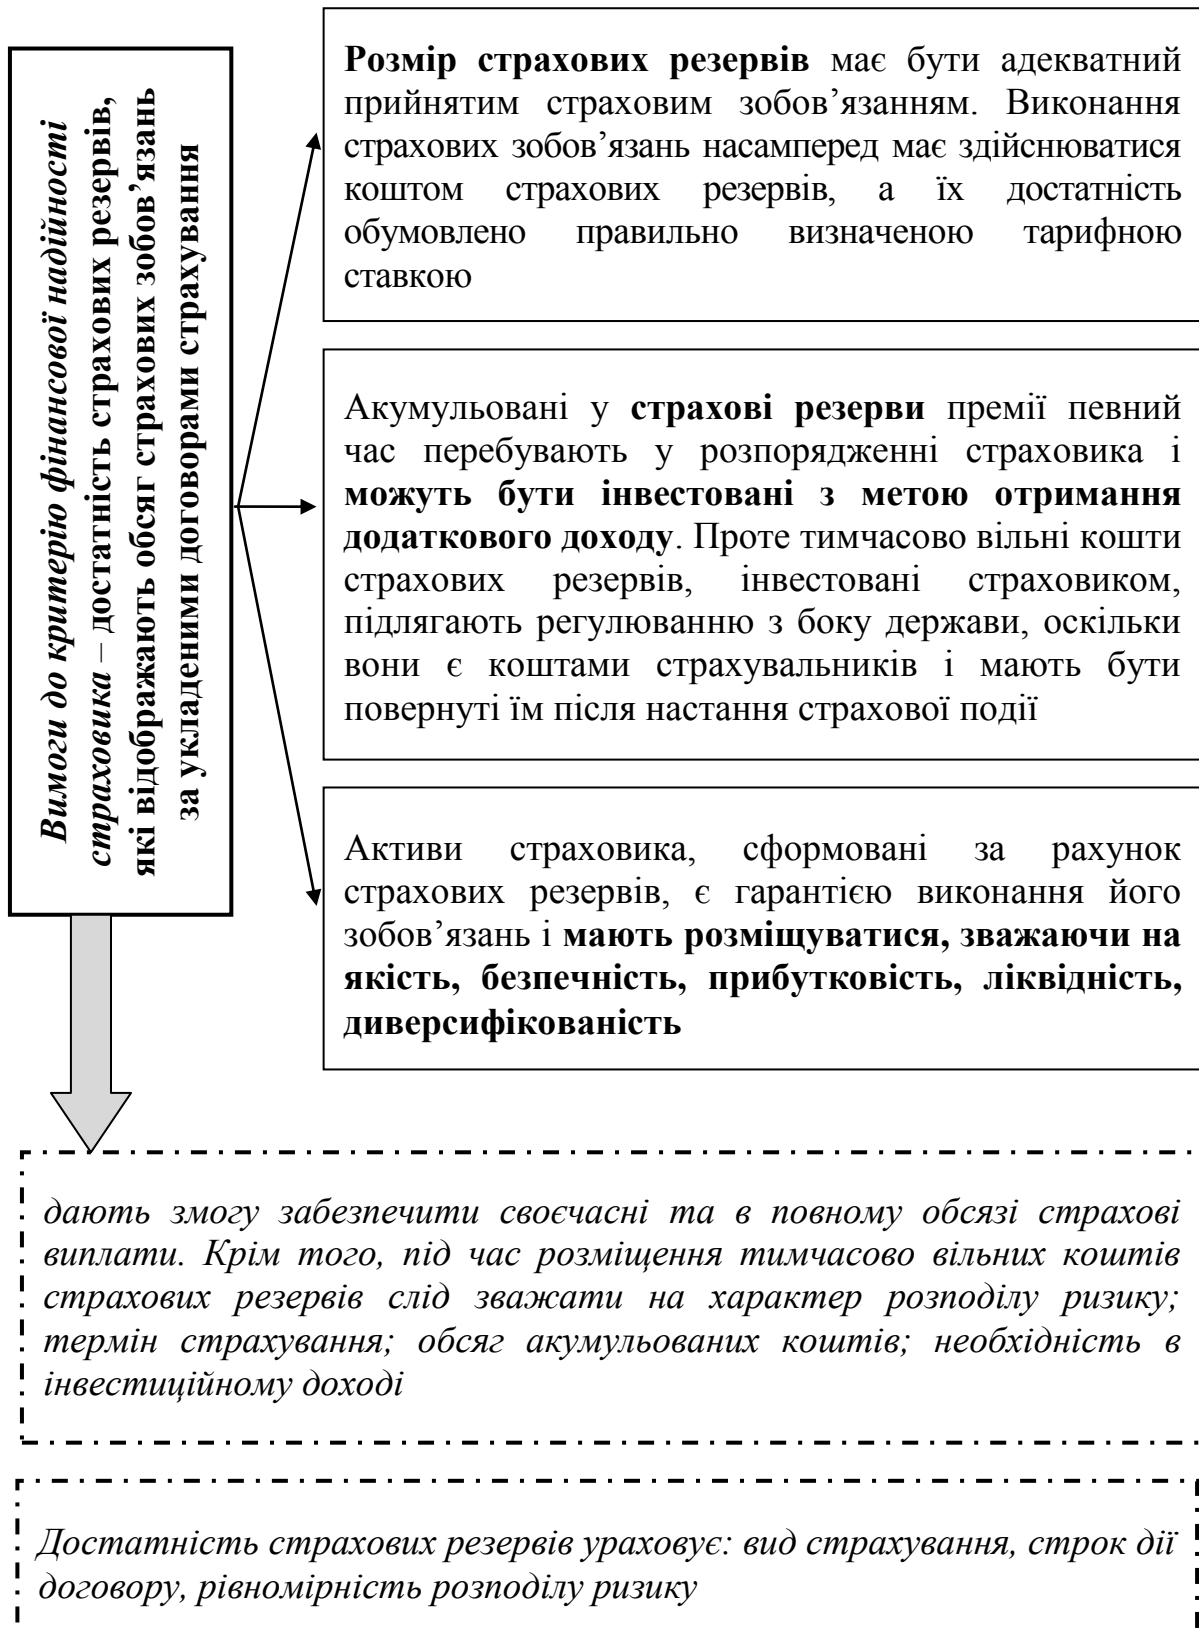 Вимоги до критерію фінансової надійності
страховика – достатність страхових резервів,
які відображають обсяг страхових зобов’язань
за укладеними договорами страхування
Розмір страхових резервів має бути адекватний
прийнятим страховим зобов’язанням. Виконання
страхових зобов’язань насамперед має здійснюватися
коштом страхових резервів, а їх достатність
обумовлено правильно визначеною тарифною
ставкою
Акумульовані у страхові резерви премії певний
час перебувають у розпорядженні страховика і
можуть бути інвестовані з метою отримання
додаткового доходу. Проте тимчасово вільні кошти
страхових резервів, інвестовані страховиком,
підлягають регулюванню з боку держави, оскільки
вони є коштами страхувальників і мають бути
повернуті їм після настання страхової події
Активи страховика, сформовані за рахунок
страхових резервів, є гарантією виконання його
зобов’язань і мають розміщуватися, зважаючи на
якість, безпечність, прибутковість, ліквідність,
диверсифікованість
дають змогу забезпечити своєчасні та в повному обсязі страхові
виплати. Крім того, під час розміщення тимчасово вільних коштів
страхових резервів слід зважати на характер розподілу ризику;
термін страхування; обсяг акумульованих коштів; необхідність в
інвестиційному доході
Достатність страхових резервів ураховує: вид страхування, строк дії
договору, рівномірність розподілу ризику